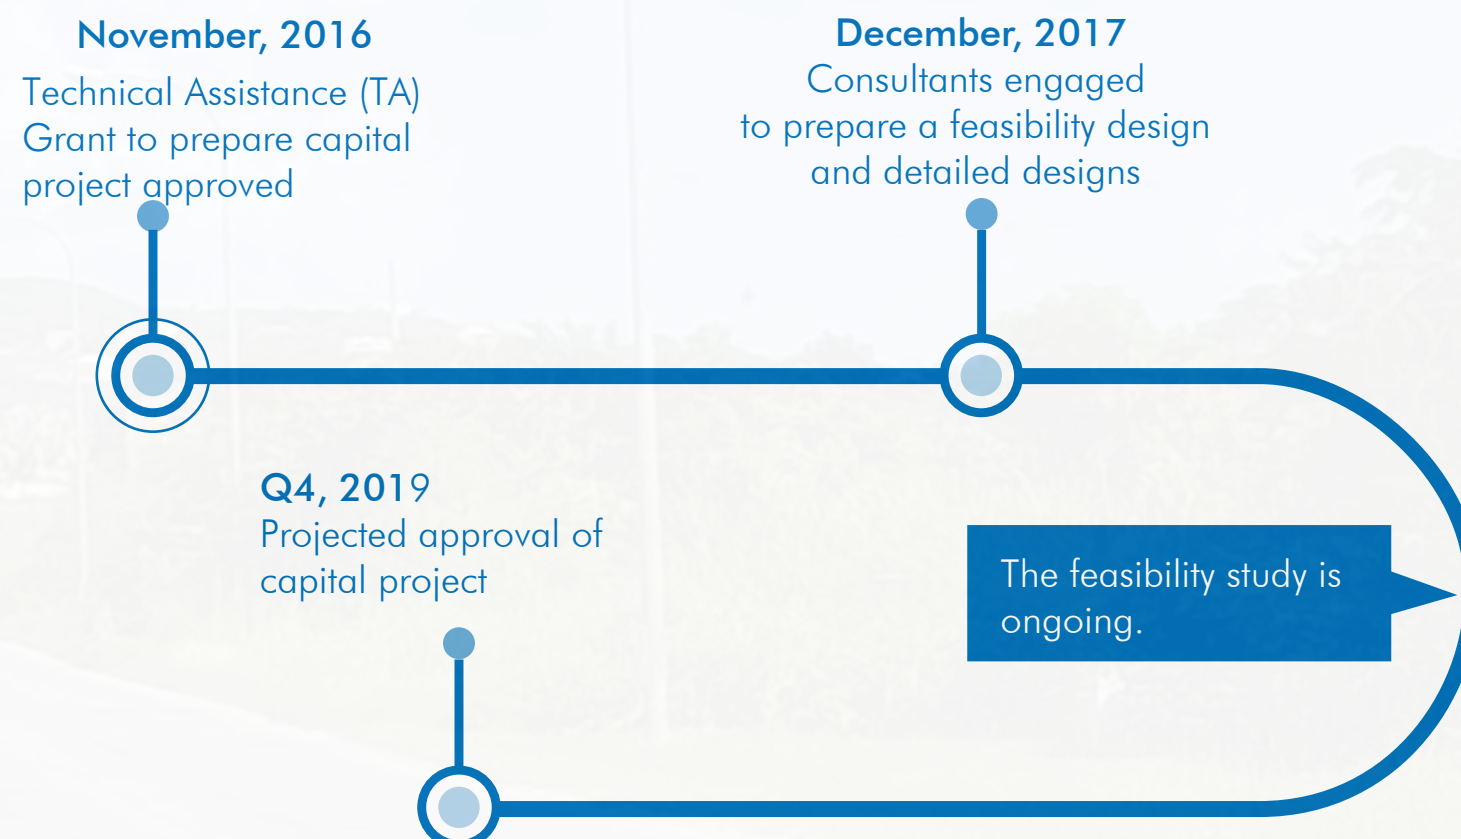 November, 2016
Technical Assistance (TA)
Grant to prepare capital
project approved
December, 2017
Consultants engaged
to prepare a feasibility design
and detailed designs
The feasibility study is
ongoing.
Q4, 2019
Projected approval of
capital project